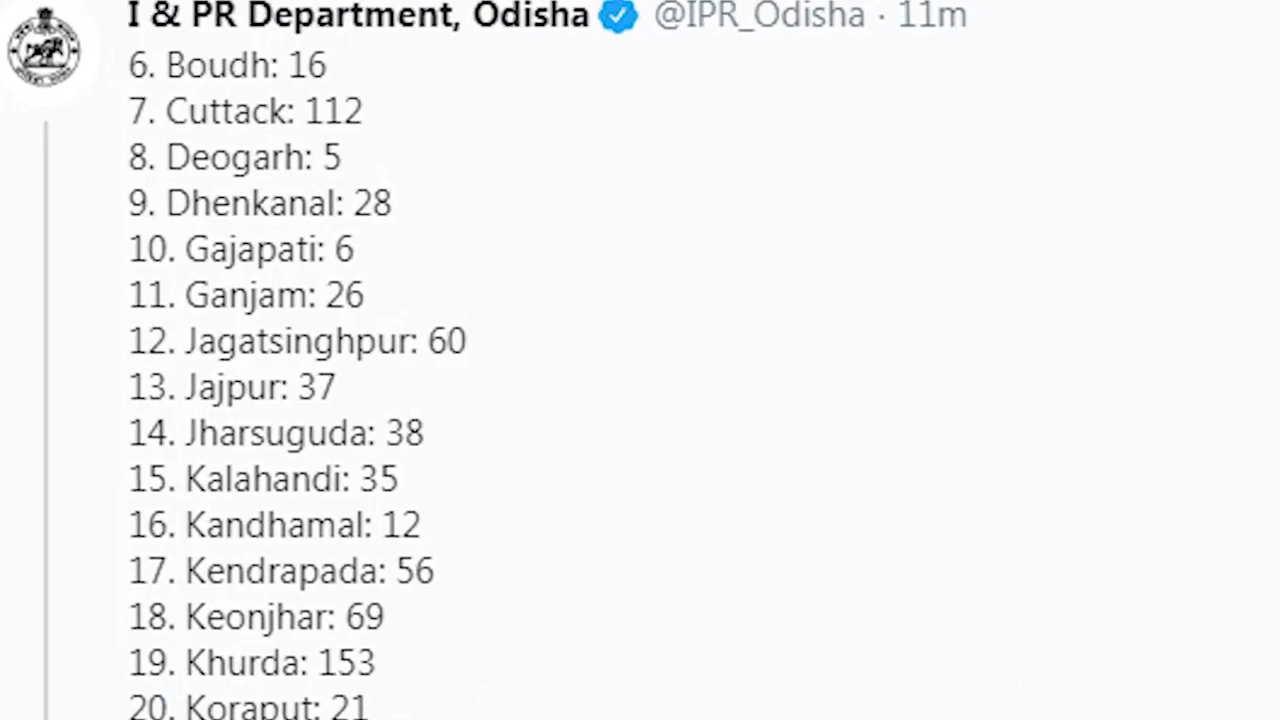 I & PR Department, Odisha @IPR_Odisha · 11m
6. Boudh: 16
7. Cuttack: 112
8. Deogarh: 5
9. Dhenkanal: 28
10. Gajapati: 6
11. Ganjam: 26
12. Jagatsinghpur: 60
13. Jajpur: 37
14. Jharsuguda: 38
15. Kalahandi: 35
16. Kandhamal: 12
17. Kendrapada: 56
18. Keonjhar: 69
19. Khurda: 153
20. Koraput: 21